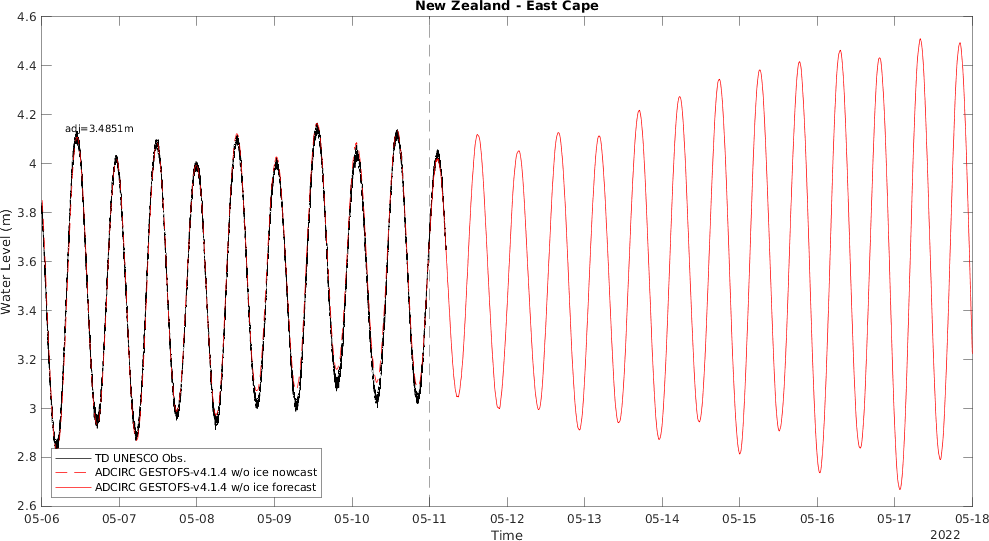 New Zealand - East Cape
Water Level (m)
4.6
4.4
4.2
4
3.8
3.6
3.4
3.2
3
2.8
2.6
adj=3.4851m
TD UNESCO Obs.
ADCIRC GESTOFS-v4.1.4 w/o ice nowcast
ADCIRC GESTOFS-v4.1.4 w/o ice forecast
05-06 05-07 05-08 05-09 05-10 05-11 05-12 05-13 05-14 05-15 05-16 05-17 05-18
Time
2022